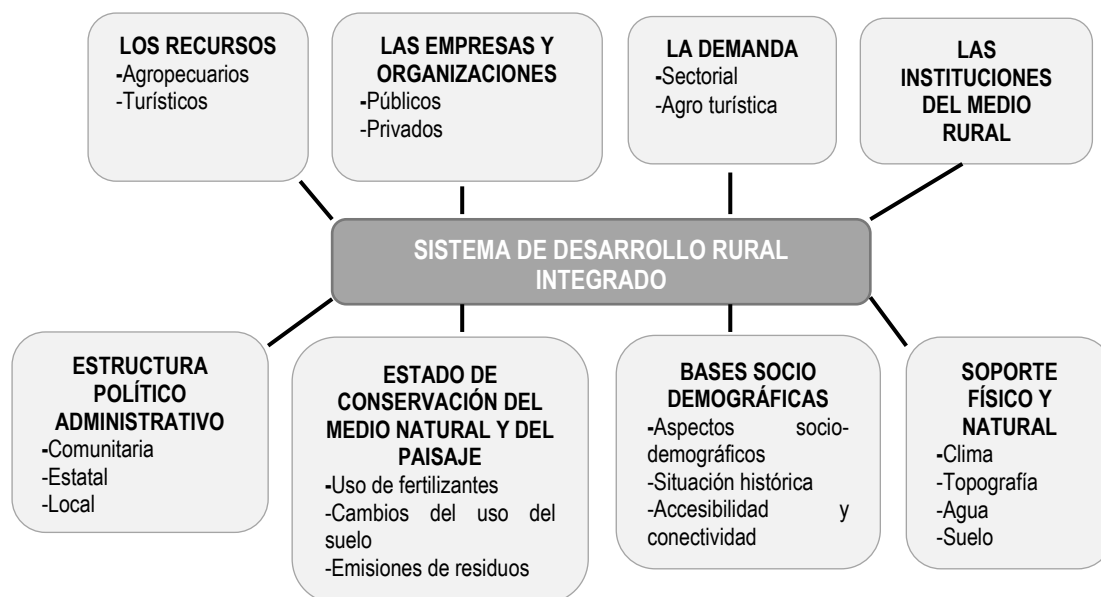 LOS RECURSOS
-Agropecuarios
-Turísticos
LAS EMPRESAS Y
ORGANIZACIONES
-Públicos
-Privados
LA DEMANDA
-Sectorial
-Agro turística
LAS
INSTITUCIONES
DEL MEDIO
RURAL
SISTEMA DE DESARROLLO RURAL
INTEGRADO
ESTRUCTURA
POLÍTICO
ADMINISTRATIVO
-Comunitaria
-Estatal
-Local
ESTADO DE
CONSERVACIÓN DEL
MEDIO NATURAL Y DEL
PAISAJE
-Uso de fertilizantes
-Cambios del uso del
suelo
-Emisiones de residuos
BASES SOCIO
DEMOGRÁFICAS
-Aspectos socio-
demográficos
-Situación histórica
-Accesibilidad y
conectividad
SOPORTE
FÍSICO Y
NATURAL
-Clima
-Topografía
-Agua
-Suelo